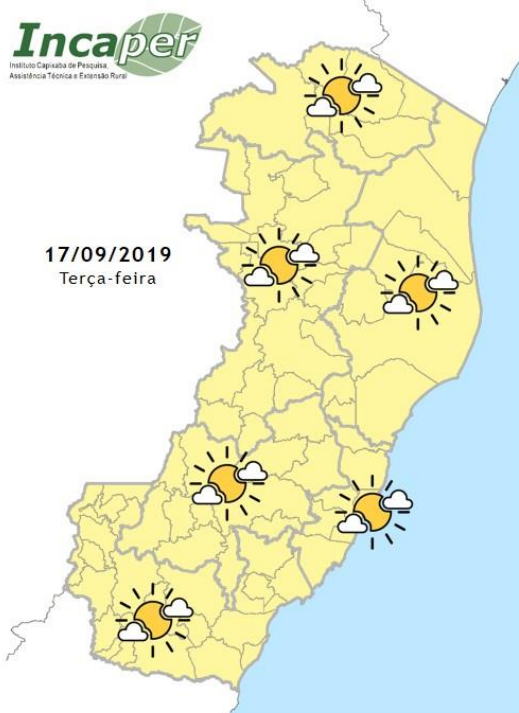 Incaper
Instituto Capixaba de Pesquisa,
Assistência Técnica e Extensão Rural
17/09/2019
Terça-feira